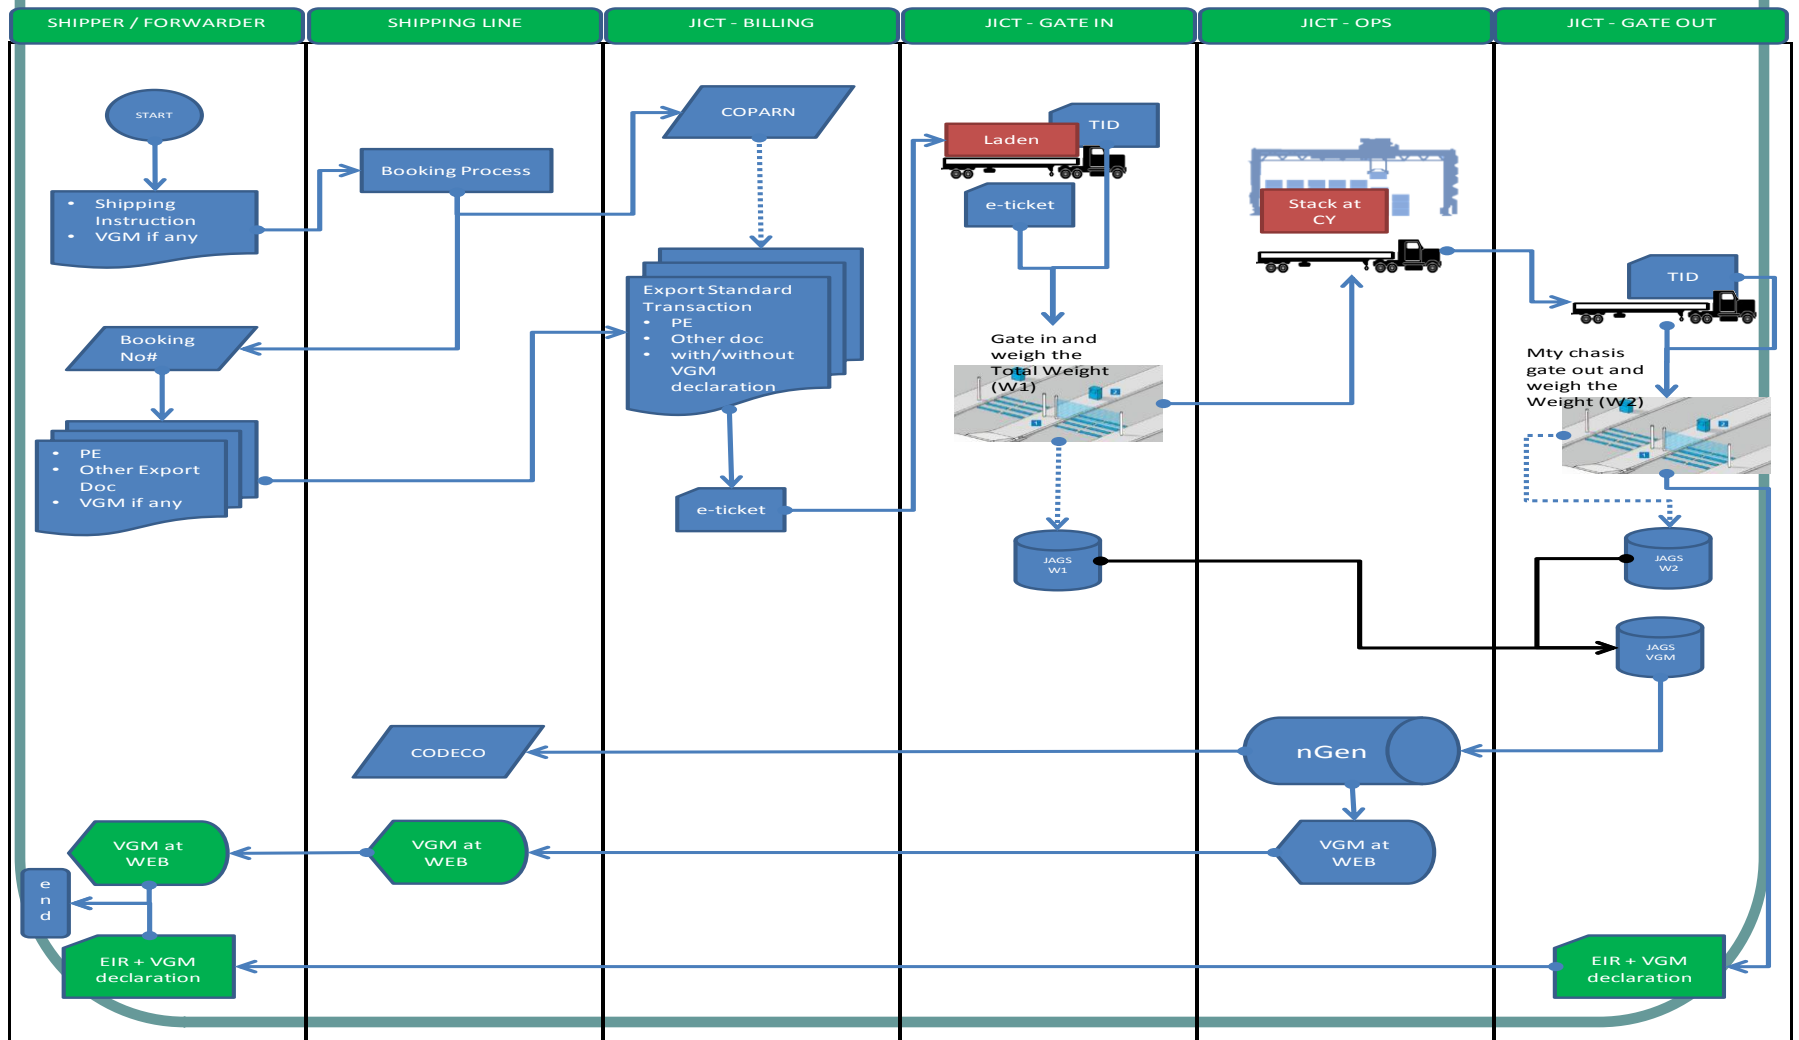 SHIPPER / FORWARDER
SHIPPING LINE
JICT - BILLING
JICT - GATE IN
JICT - OPS
JICT - GATE OUT
START
• Shipping
Instruction
• VGM if any
Booking
No#
• PE
• Other Export
Doc
• VGM if any
Booking Process
COPARN
Export Standard
Transaction
• PE
• Other doc
• with/without
VGM
declaration
e-ticket
TID
Laden
e-ticket
Gate in and
weigh the
Total Weight
(W1)
2
1
JAGS
W1
Stack at
CY
TID
Mty chasis
gate out and
weigh the
Weight (W2)
2
1
JAGS
W2
JAGS
VGM
CODECO
nGen
VGM at
WEB
VGM at
WEB
VGM at
WEB
e
n
d
EIR + VGM
declaration
EIR + VGM
declaration